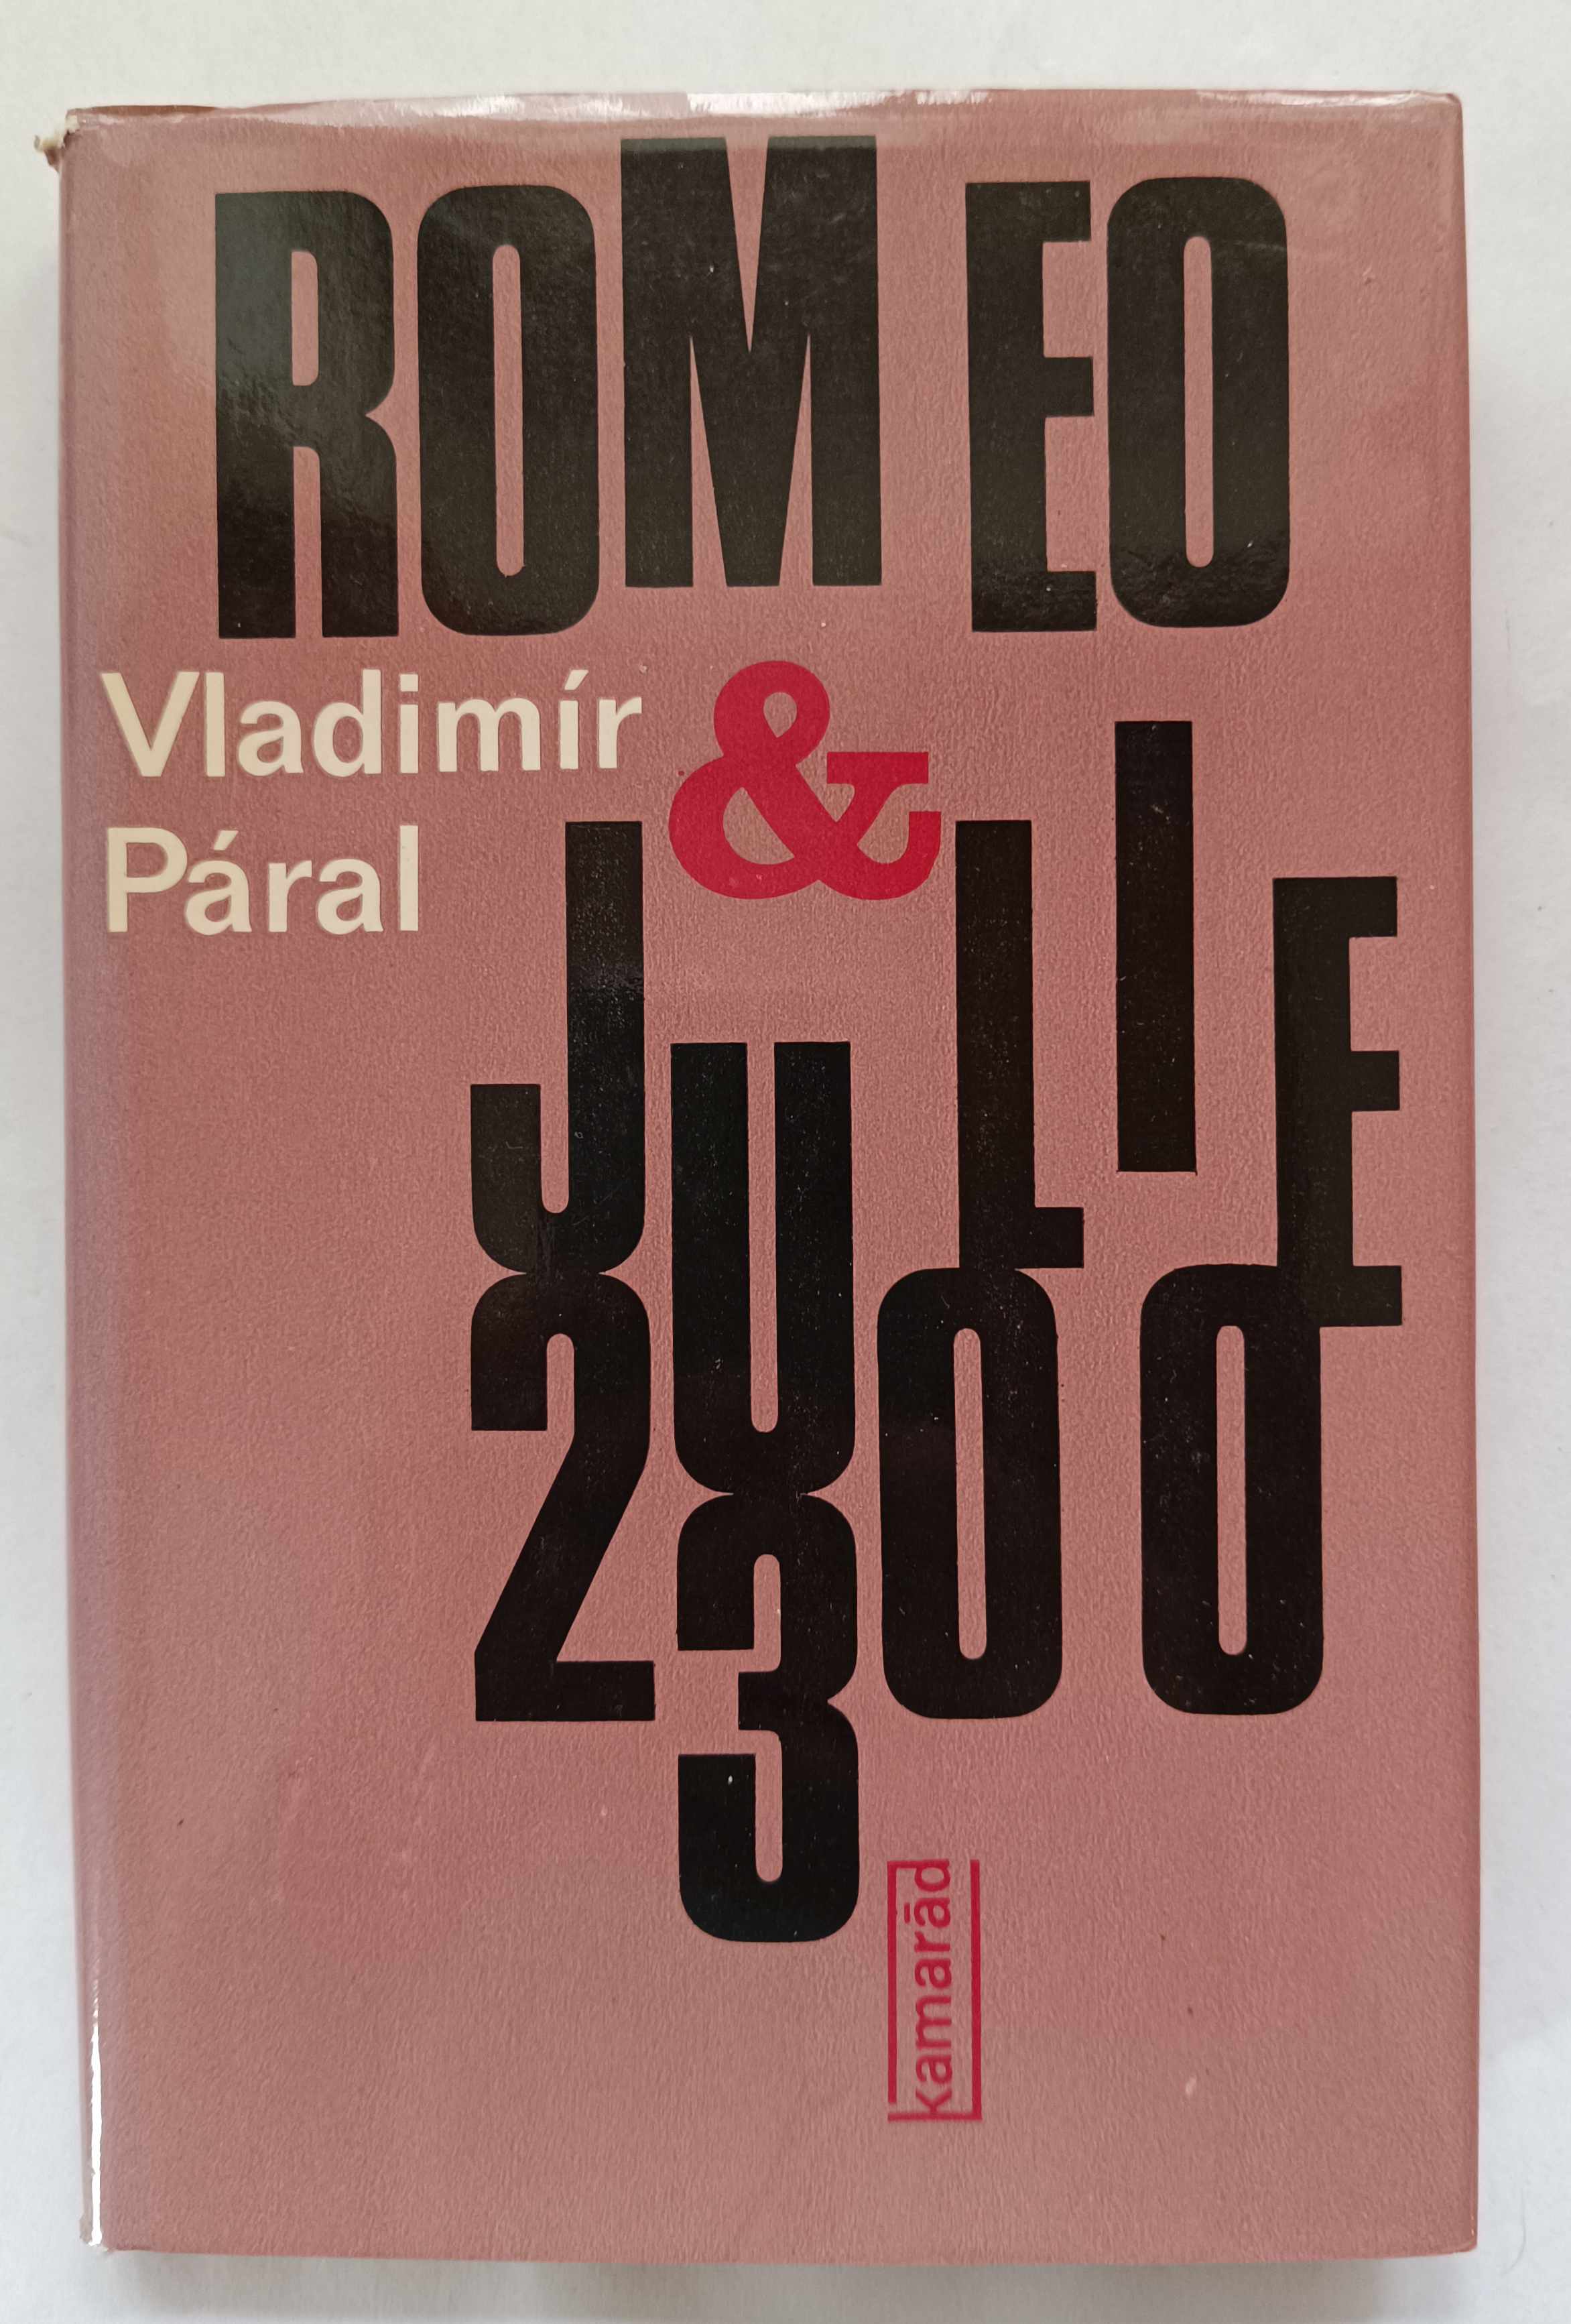 ROMEO
Vladimír
Páral
&
JULIE
2300
kamarád